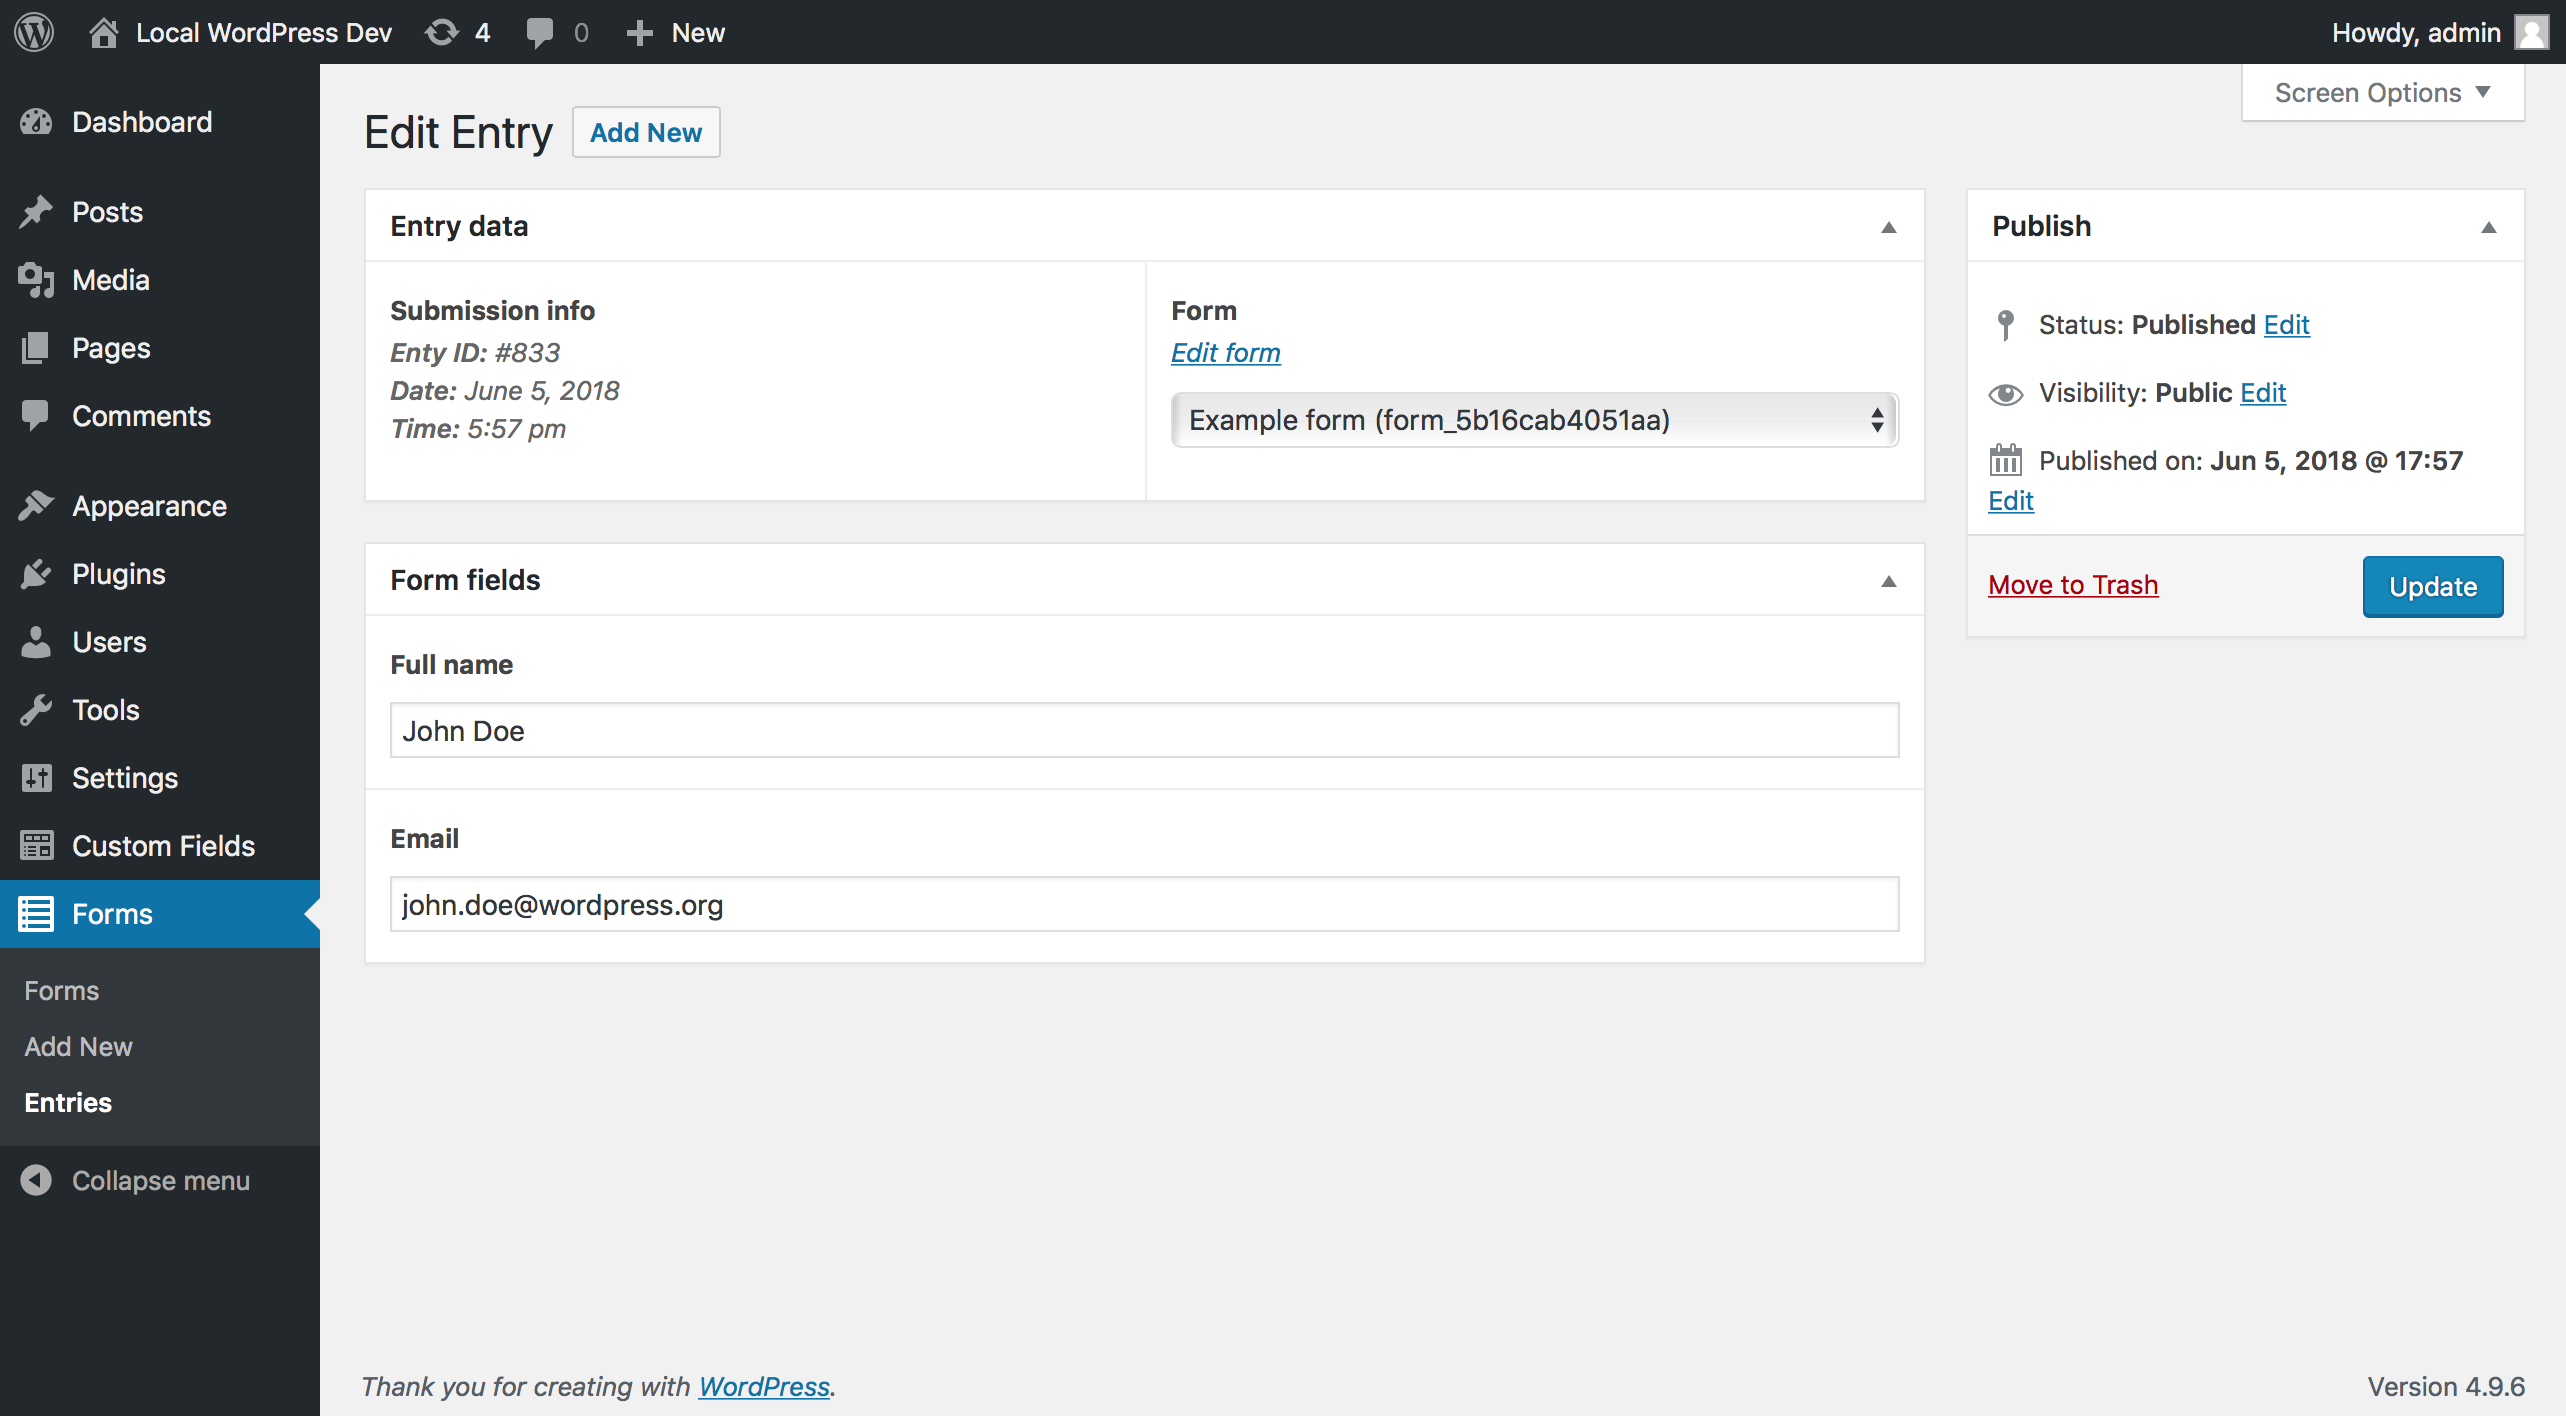 Local WordPress Dev 4 0 New Howdy, admin
Screen Options
Dashboard
Posts
Media
Pages
Comments
Appearance
Plugins
Users
Tools
Settings
Custom Fields
Forms
Forms
Add New
Entries
Collapse menu
Edit Entry Add New
Entry data
Submission info
Enty ID: #833
Date: June 5, 2018
Time: 5:57 pm
Form
Edit form
Example form (form_5b16cab4051aa)
Form fields
Full name
John Doe
Email
john.doe@wordpress.org
Publish
Status: Published Edit
Visibility: Public Edit
Published on: Jun 5, 2018 @ 17:57
Edit
Move to Trash Update
Thank you for creating with WordPress. Version 4.9.6